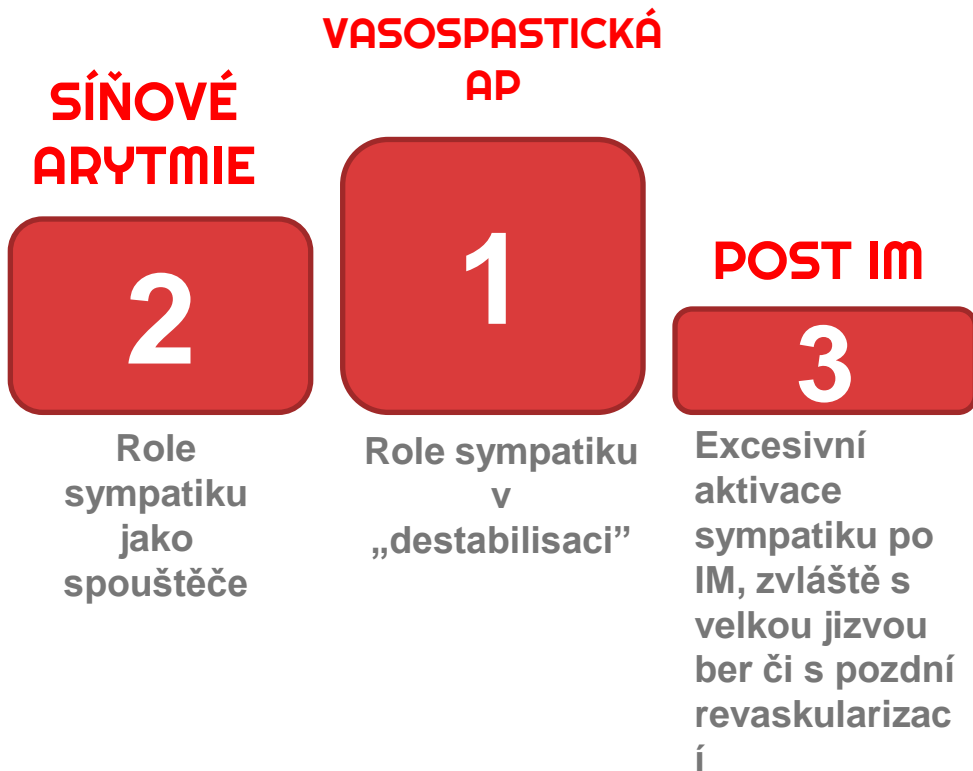 SÍŇOVÉ
ARYTMIE
2
Role
sympatiku
jako
spouštěče
VASOSPASTICKÁ
AP
1
Role sympatiku
v
„destabilisaci”
POST IM
3
Excesivní
aktivace
sympatiku po
IM, zvláště s
velkou jizvou
ber či s pozdní
revaskularizac
í